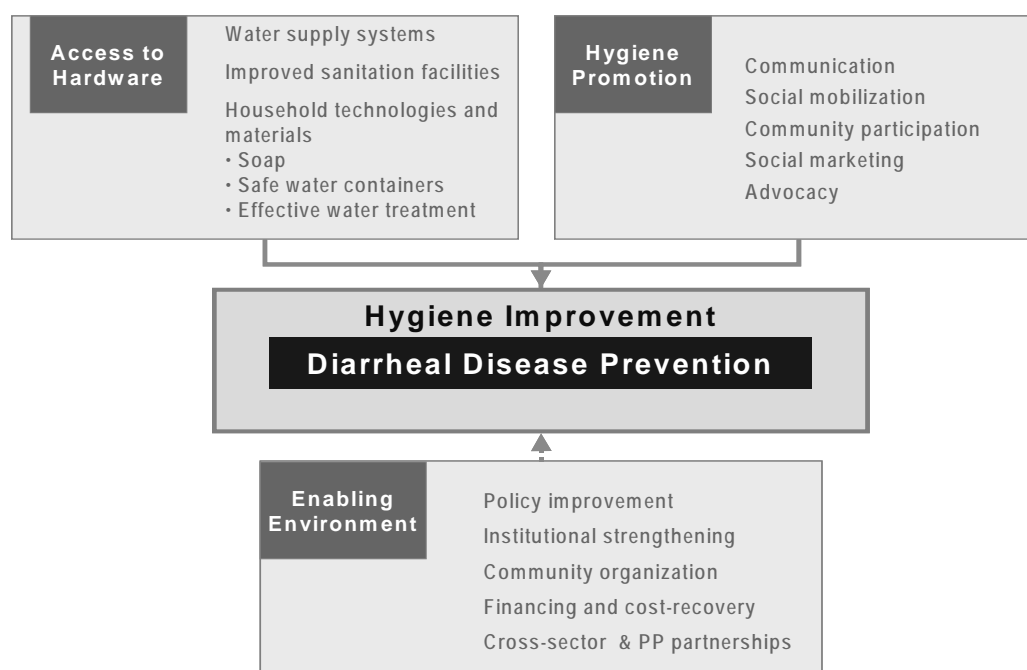 Access to
Hardware
Water supply systems
Improved sanitation facilities
Household technologies and
materials
• Soap
• Safe water containers
• Effective water treatment
Hygiene
Promotion
Communication
Social mobilization
Community participation
Social marketing
Advocacy
Hygiene Improvement
Diarrheal Disease Prevention
Enabling
Environment
Policy improvement
Institutional strengthening
Community organization
Financing and cost-recovery
Cross-sector & PP partnerships